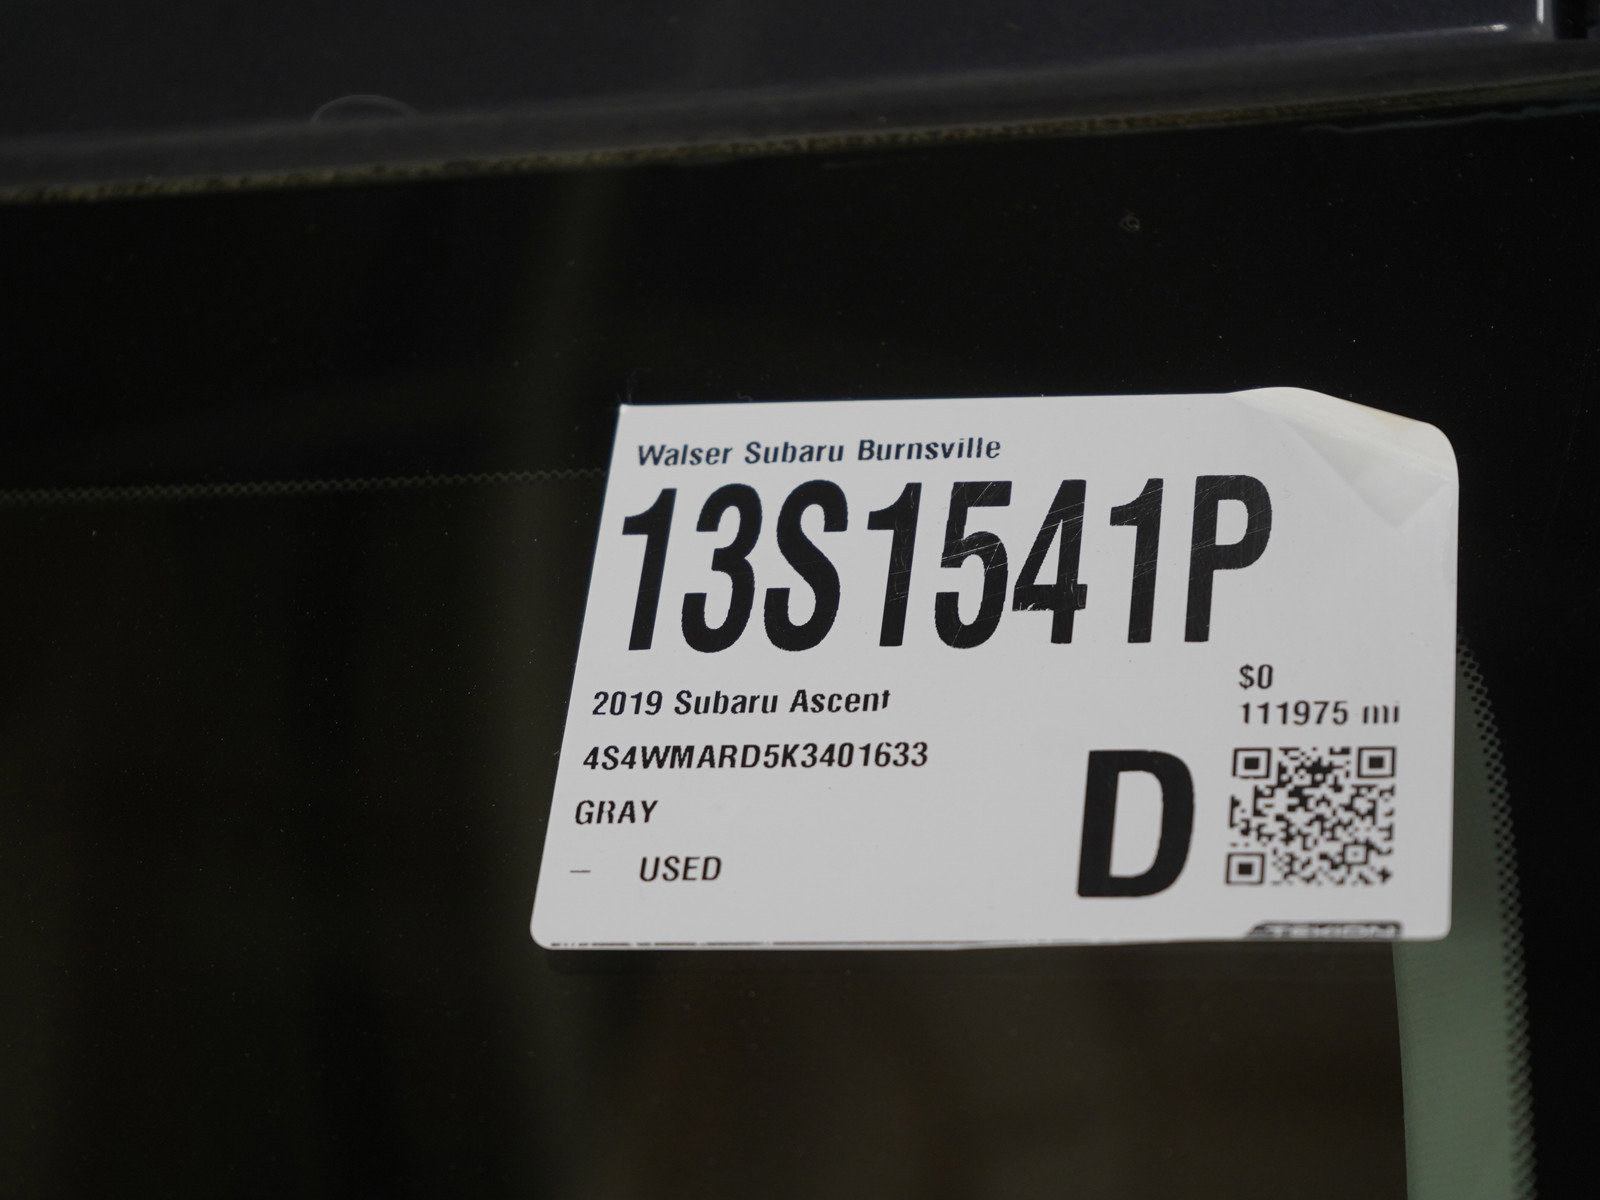 Walser Subaru Burnsville
13S1541P
$0
2019 Subaru Ascent
111975 mi
4S4WMARD5K3401633
D
GRAY
– USED